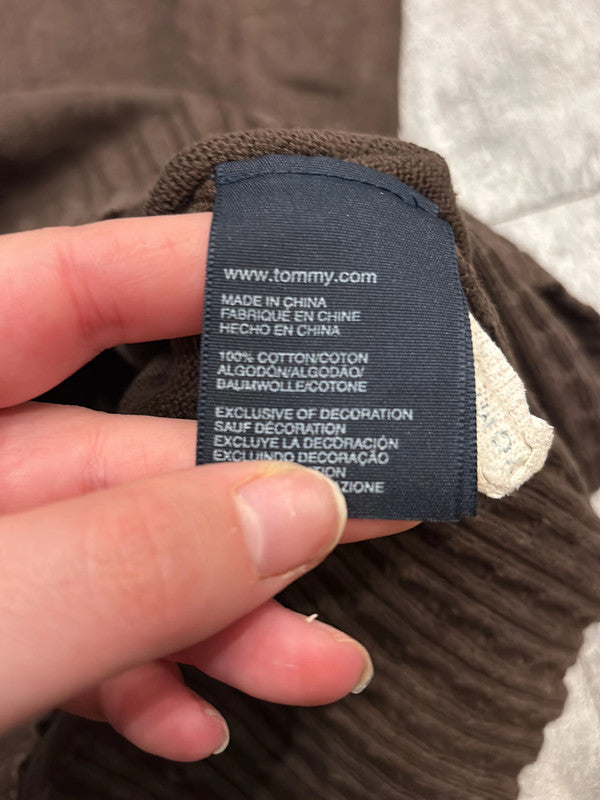 www.tommy.com
MADE IN CHINA
FABRIQUÉ EN CHINE
HECHO EN CHINA
100% COTTON/COTON
ALGODÓN/ALGODÃO/
BAUMWOLLE/COTONE
EXCLUSIVE OF DECORATION
SAUF DÉCORATION
EXCLUYE LA DECORACIÓN
EXCLUINDO DECORAÇÃO